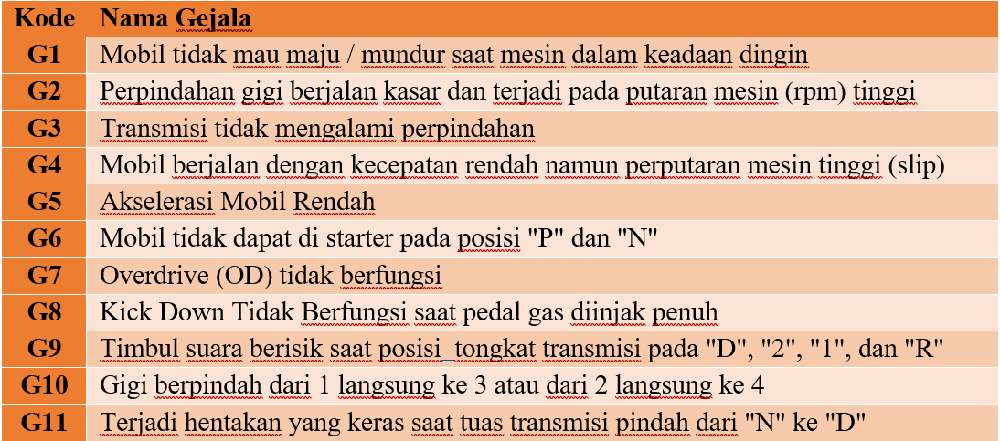 Kode Nama Gejala
G1 Mobil tidak mau maju / mundur saat mesin dalam keadaan dingin
G2 Perpindahan gigi berjalan kasar dan terjadi pada putaran mesin (rpm) tinggi
G3 Transmisi tidak mengalami perpindahan
G4 Mobil berjalan dengan kecepatan rendah namun perputaran mesin tinggi (slip)
G5 Akselerasi Mobil Rendah
G6 Mobil tidak dapat di starter pada posisi "P" dan "N"
G7 Overdrive (OD) tidak berfungsi
G8 Kick Down Tidak Berfungsi saat pedal gas diinjak penuh
G9 Timbul suara berisik saat posisi  tongkat transmisi pada "D", "2", "1", dan "R"
G10 Gigi berpindah dari 1 langsung ke 3 atau dari 2 langsung ke 4
G11 Terjadi hentakan yang keras saat tuas transmisi pindah dari "N" ke "D"